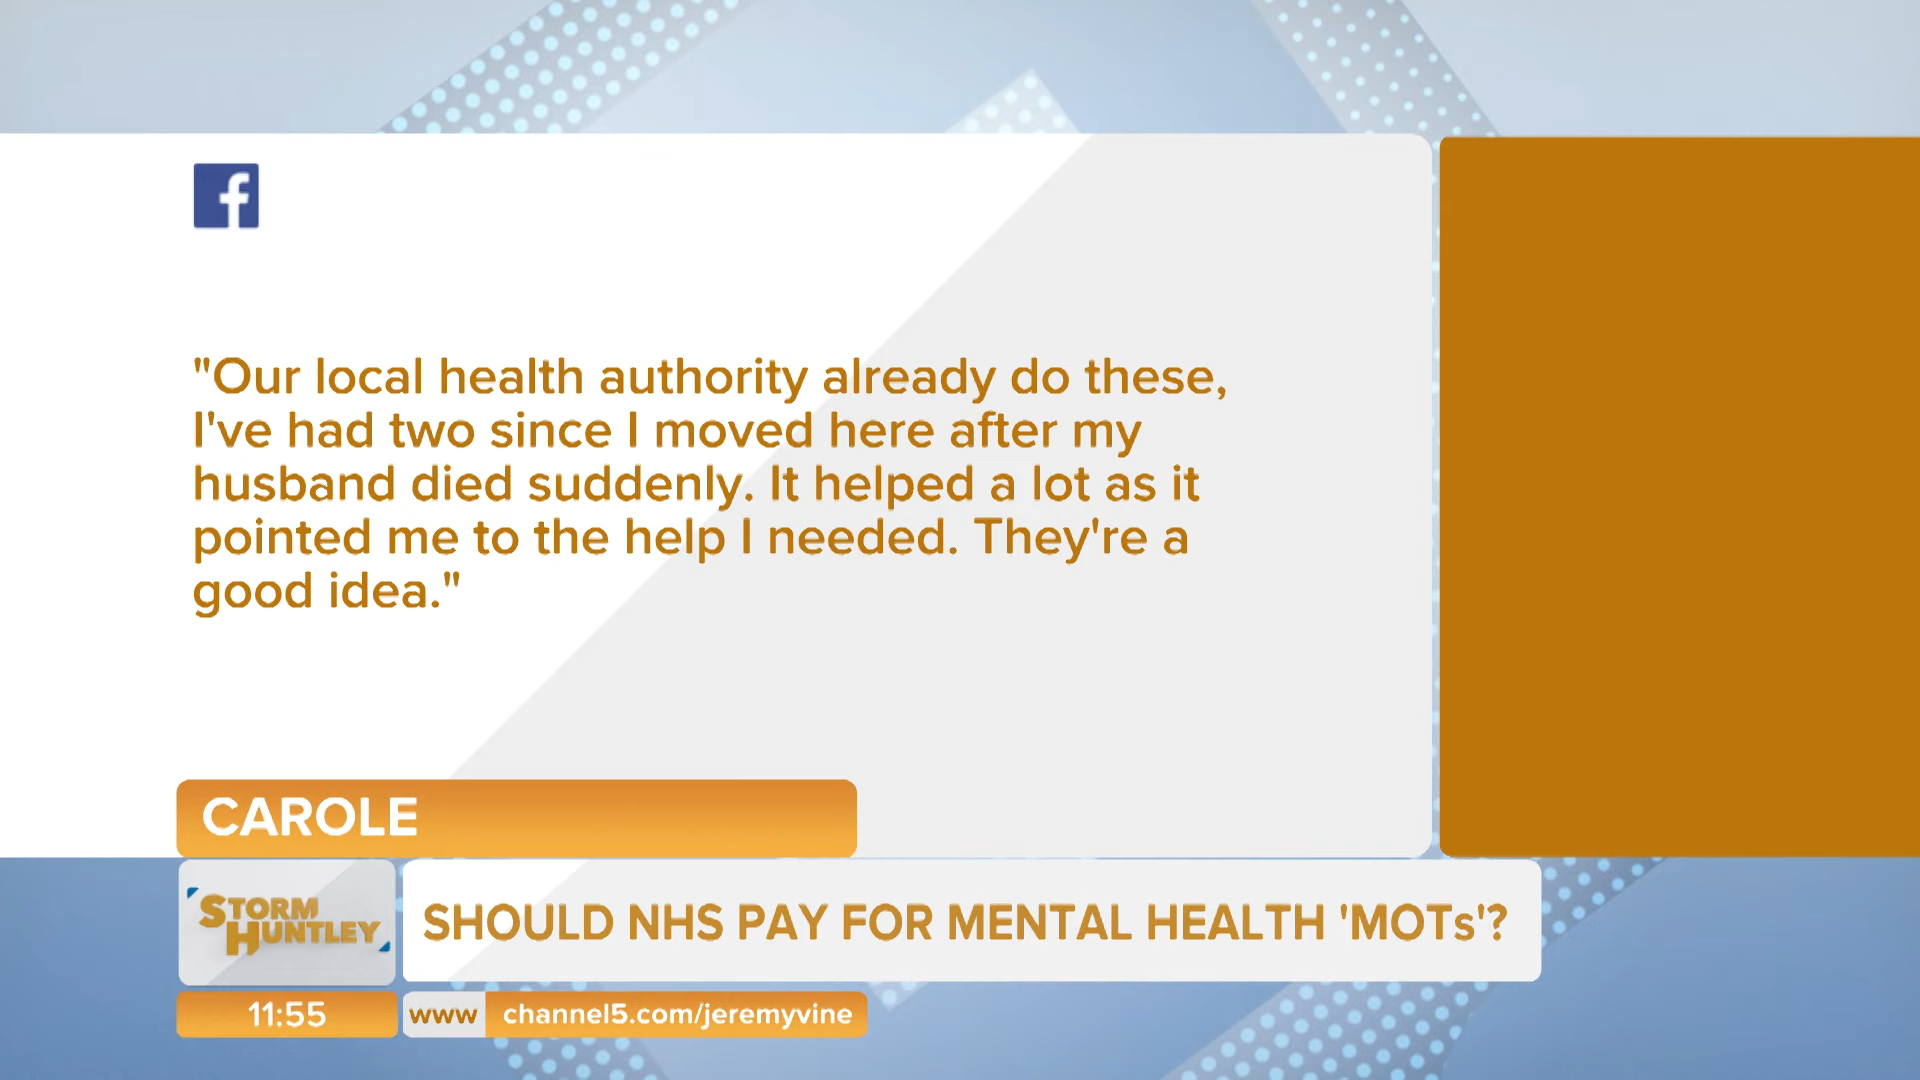 f
"Our local health authority already do these,
I've had two since I moved here after my
husband died suddenly. It helped a lot as it
pointed me to the help I needed. They're a
good idea."
CAROLE
STORM
HUNTLEY
SHOULD NHS PAY FOR MENTAL HEALTH 'MOTs'?
11:55
www channel5.com/jeremyvine